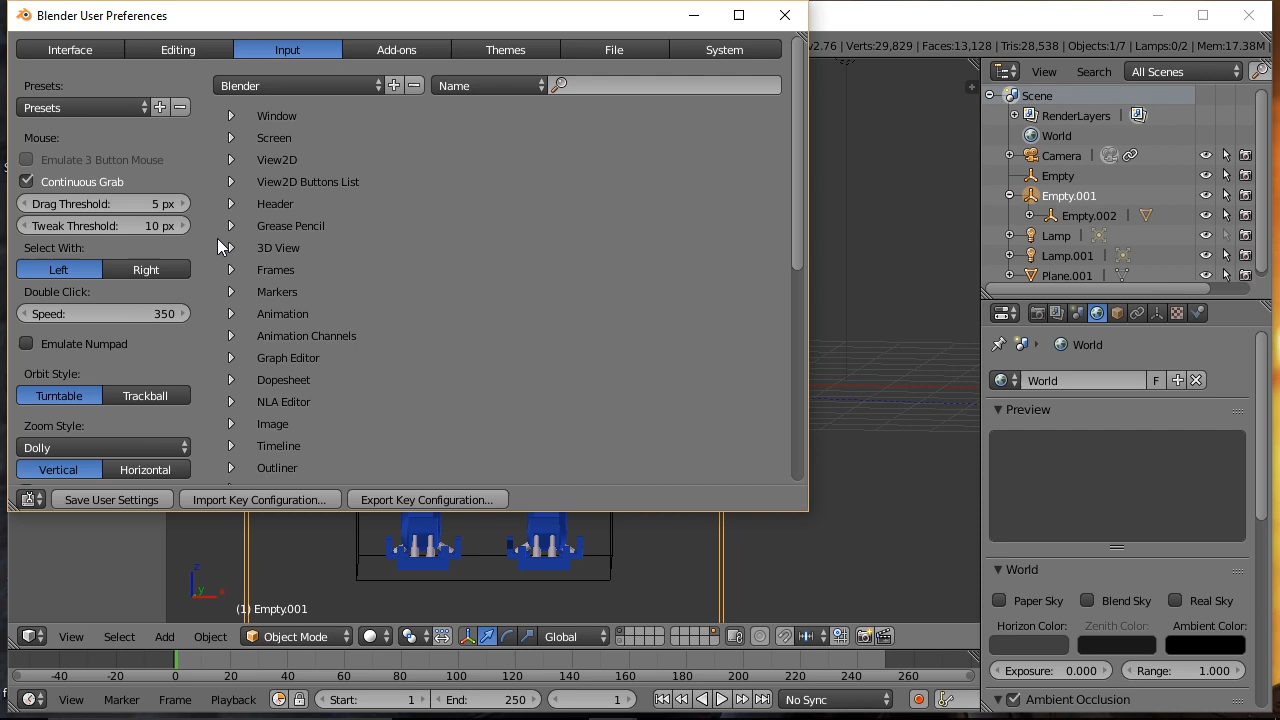 Blender User Preferences
Interface Editing Input Add-ons Themes File System
v2.76 | Verts:29,829 | Faces:13,128 | Tris:28,538 | Objects:1/7 | Lamps:0/2 | Mem:17.38M
View Search All Scenes
Presets:
Presets
Blender Name
Mouse:
Emulate 3 Button Mouse
Continuous Grab
Drag Threshold: 5 px
Tweak Threshold: 10 px
Select With:
Left Right
Double Click:
Speed: 350
Emulate Numpad
Orbit Style:
Turntable Trackball
Zoom Style:
Dolly
Vertical Horizontal
Window
Screen
View2D
View2D Buttons List
Header
Grease Pencil
3D View
Frames
Markers
Animation
Animation Channels
Graph Editor
Dopesheet
NLA Editor
Image
Timeline
Outliner
Save User Settings Import Key Configuration... Export Key Configuration...
Scene
RenderLayers |
World
Camera |
Empty
Empty.001
Empty.002 |
Lamp |
Lamp.001 |
Plane.001 |
World
World F
Preview
World
Paper Sky Blend Sky Real Sky
Horizon Color: Zenith Color: Ambient Color:
Exposure: 0.000 Range: 1.000
Ambient Occlusion
z
y x
(1) Empty.001
View Select Add Object Object Mode Global
-40 -20 0 20 40 60 80 100 120 140 160 180 200 220 240 260
View Marker Frame Playback Start: 1 End: 250 1 No Sync